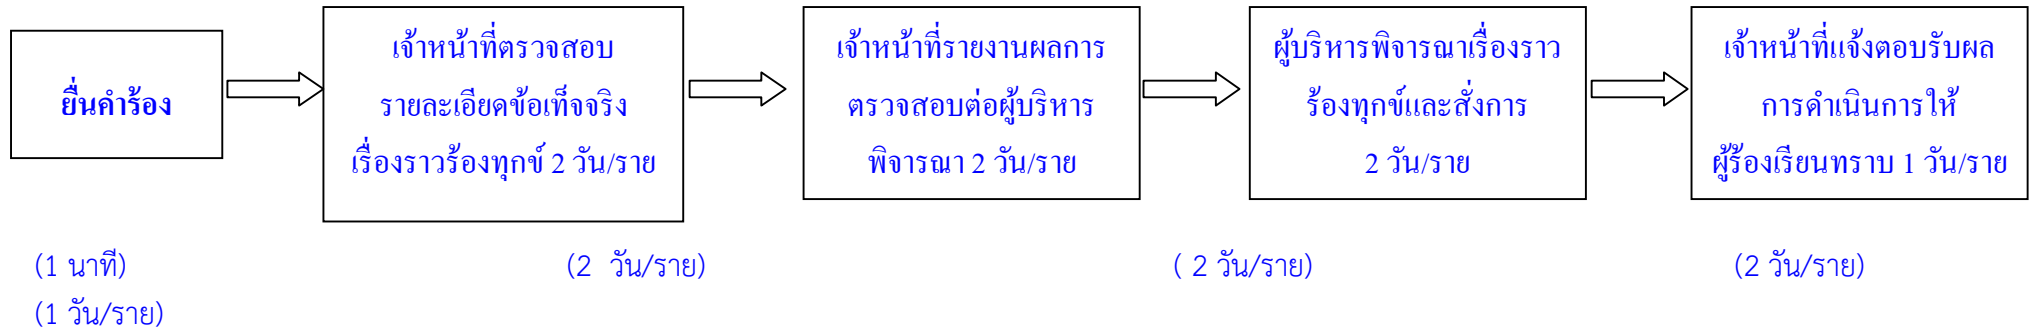 ยื่นคำร้อง
เจ้าหน้าที่ตรวจสอบ
รายละเอียดข้อเท็จจริง
เรื่องราวร้องทุกข์ 2 วัน/ราย
เจ้าหน้าที่รายงานผลการ
ตรวจสอบต่อผู้บริหาร
พิจารณา 2 วัน/ราย
ผู้บริหารพิจารณาเรื่องราว
ร้องทุกข์และสั่งการ
2 วัน/ราย
เจ้าหน้าที่แจ้งตอบรับผล
การดำเนินการให้
ผู้ร้องเรียนทราบ 1 วัน/ราย
(1 นาที) (2 วัน/ราย) ( 2 วัน/ราย) (2 วัน/ราย)
(1 วัน/ราย)